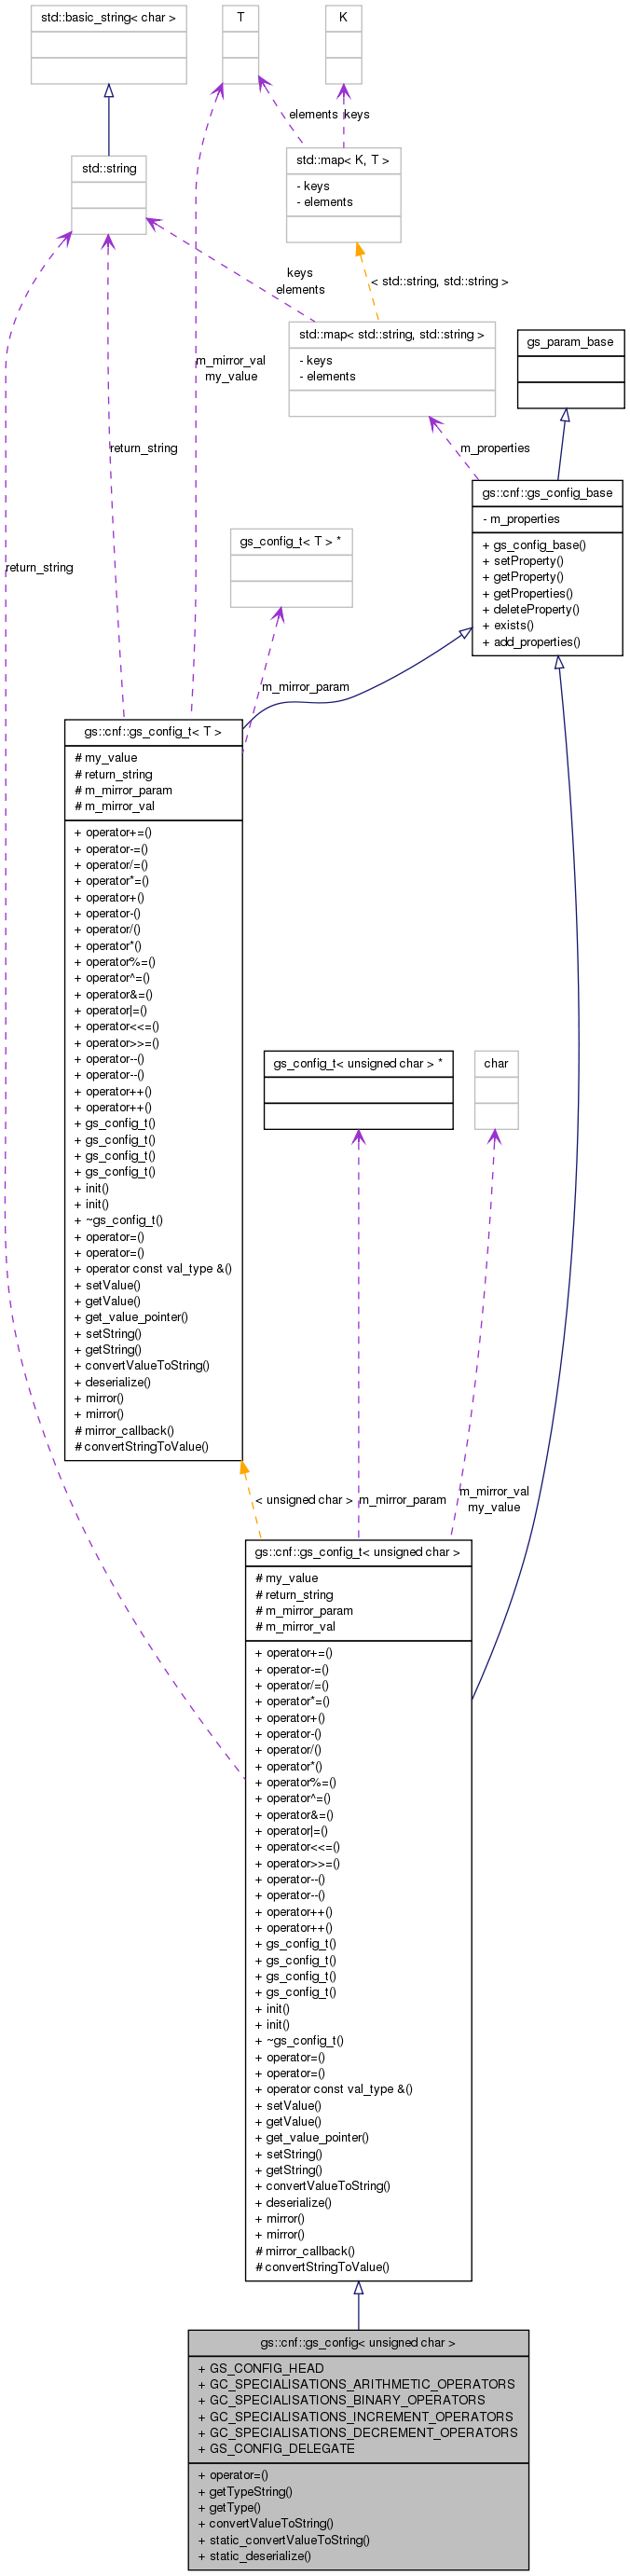 std::basic_string< char >
T
K
elements
keys
std::string
std::map< K, T >
- keys
- elements
keys
elements
< std::string, std::string >
std::map< std::string, std::string >
- keys
- elements
gs_param_base
m_mirror_val
my_value
return_string
m_properties
gs::cnf::gs_config_base
- m_properties
+ gs_config_base()
+ setProperty()
+ getProperty()
+ getProperties()
+ deleteProperty()
+ exists()
+ add_properties()
gs_config_t< T > *
return_string
m_mirror_param
gs::cnf::gs_config_t< T >
# my_value
# return_string
# m_mirror_param
# m_mirror_val
+ operator+=()
+ operator-=()
+ operator/=()
+ operator*=()
+ operator+()
+ operator-()
+ operator/()
+ operator*()
+ operator%=()
+ operator^=()
+ operator&=()
+ operator|=()
+ operator<<=()
+ operator>>=()
+ operator--()
+ operator--()
+ operator++()
+ operator++()
+ gs_config_t()
+ gs_config_t()
+ gs_config_t()
+ gs_config_t()
+ init()
+ init()
+ ~gs_config_t()
+ operator=()
+ operator=()
+ operator const val_type &()
+ setValue()
+ getValue()
+ get_value_pointer()
+ setString()
+ getString()
+ convertValueToString()
+ deserialize()
+ mirror()
+ mirror()
# mirror_callback()
# convertStringToValue()
gs_config_t< unsigned char > *
char
< unsigned char >
m_mirror_param
m_mirror_val
my_value
gs::cnf::gs_config_t< unsigned char >
# my_value
# return_string
# m_mirror_param
# m_mirror_val
+ operator+=()
+ operator-=()
+ operator/=()
+ operator*=()
+ operator+()
+ operator-()
+ operator/()
+ operator*()
+ operator%=()
+ operator^=()
+ operator&=()
+ operator|=()
+ operator<<=()
+ operator>>=()
+ operator--()
+ operator--()
+ operator++()
+ operator++()
+ gs_config_t()
+ gs_config_t()
+ gs_config_t()
+ gs_config_t()
+ init()
+ init()
+ ~gs_config_t()
+ operator=()
+ operator=()
+ operator const val_type &()
+ setValue()
+ getValue()
+ get_value_pointer()
+ setString()
+ getString()
+ convertValueToString()
+ deserialize()
+ mirror()
+ mirror()
# mirror_callback()
# convertStringToValue()
gs::cnf::gs_config< unsigned char >
+ GS_CONFIG_HEAD
+ GC_SPECIALISATIONS_ARITHMETIC_OPERATORS
+ GC_SPECIALISATIONS_BINARY_OPERATORS
+ GC_SPECIALISATIONS_INCREMENT_OPERATORS
+ GC_SPECIALISATIONS_DECREMENT_OPERATORS
+ GS_CONFIG_DELEGATE
+ operator=()
+ getTypeString()
+ getType()
+ convertValueToString()
+ static_convertValueToString()
+ static_deserialize()